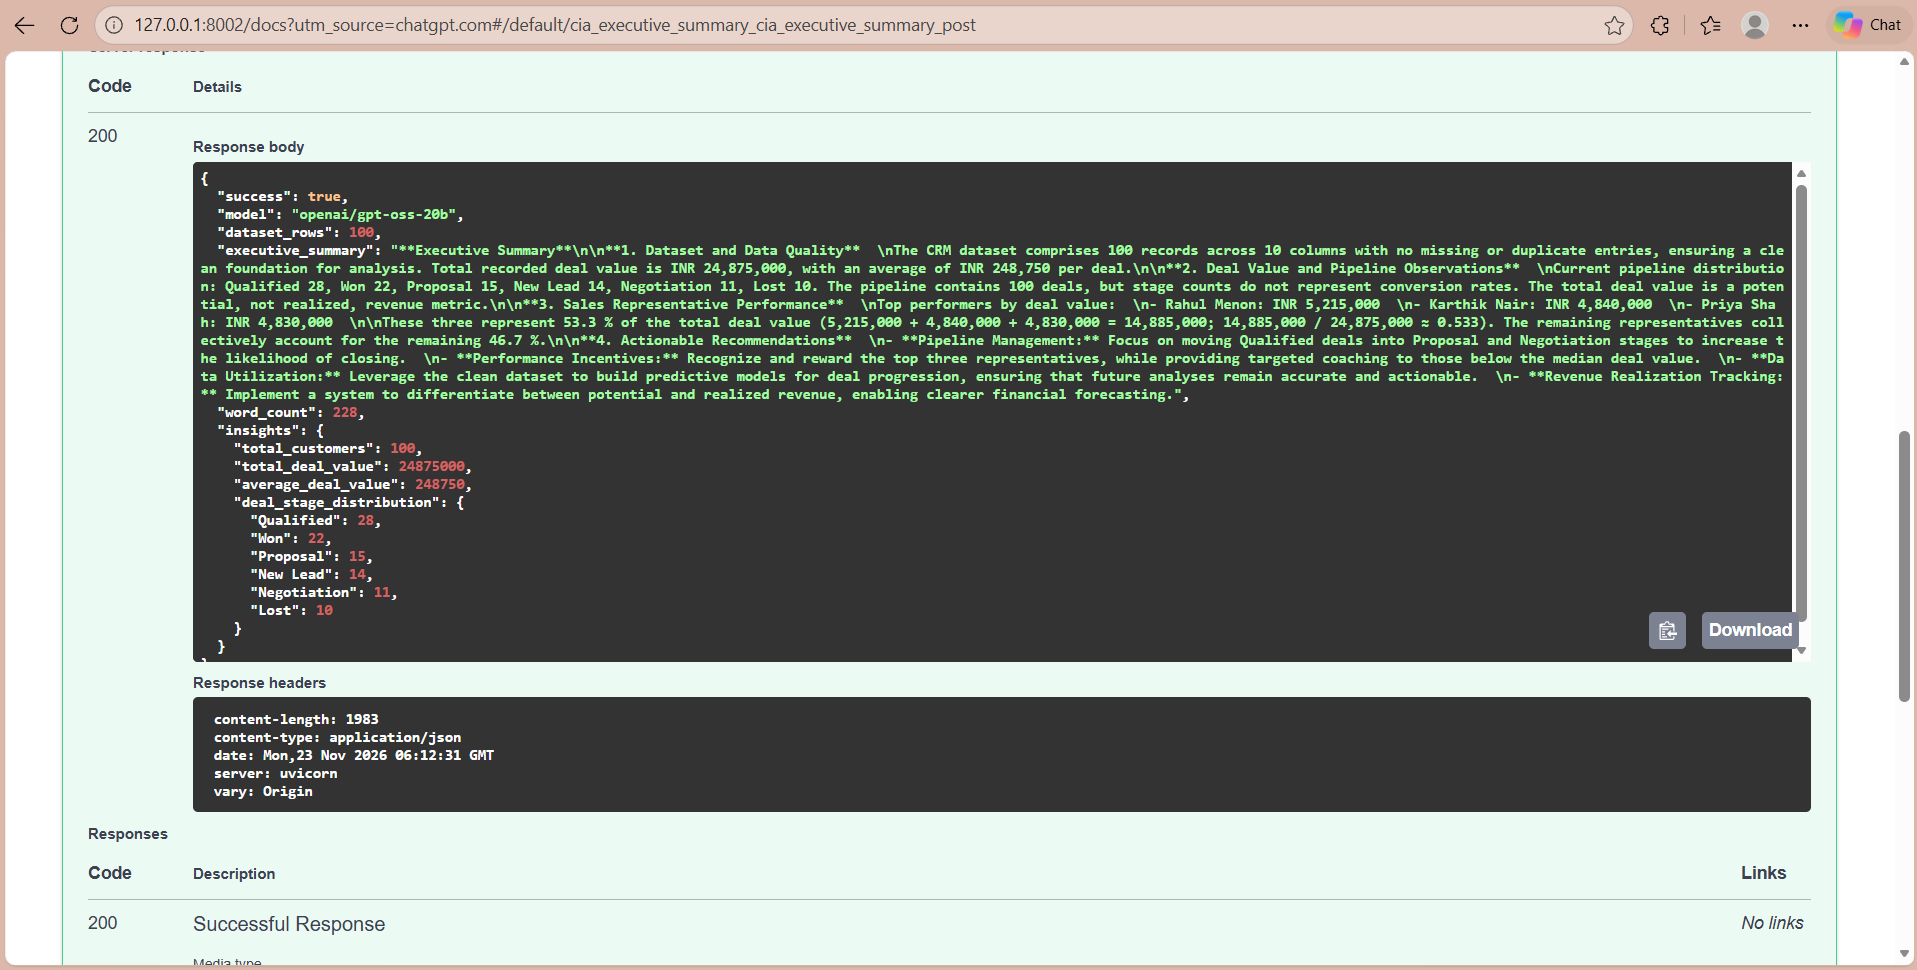 127.0.0.1:8002/docs?utm_source=chatgpt.com#/default/cia_executive_summary_cia_executive_summary_post
Chat
Server response
Code Details
200
Response body
{
"success": true,
"model": "openai/gpt-oss-20b",
"dataset_rows": 100,
"executive_summary": "**Executive Summary**\n\n**1. Dataset and Data Quality**  \nThe CRM dataset comprises 100 records across 10 columns with no missing or duplicate entries, ensuring a cle
an foundation for analysis. Total recorded deal value is INR 24,875,000, with an average of INR 248,750 per deal.\n\n**2. Deal Value and Pipeline Observations**  \nCurrent pipeline distributio
n: Qualified 28, Won 22, Proposal 15, New Lead 14, Negotiation 11, Lost 10. The pipeline contains 100 deals, but stage counts do not represent conversion rates. The total deal value is a poten
tial, not realized, revenue metric.\n\n**3. Sales Representative Performance**  \nTop performers by deal value:  \n- Rahul Menon: INR 5,215,000  \n- Karthik Nair: INR 4,840,000  \n- Priya Sha
h: INR 4,830,000  \n\nThese three represent 53.3 % of the total deal value (5,215,000 + 4,840,000 + 4,830,000 = 14,885,000; 14,885,000 / 24,875,000 ≈ 0.533). The remaining representatives coll
ectively account for the remaining 46.7 %.\n\n**4. Actionable Recommendations**  \n- **Pipeline Management:** Focus on moving Qualified deals into Proposal and Negotiation stages to increase t
he likelihood of closing.  \n- **Performance Incentives:** Recognize and reward the top three representatives, while providing targeted coaching to those below the median deal value.  \n- **Da
ta Utilization:** Leverage the clean dataset to build predictive models for deal progression, ensuring that future analyses remain accurate and actionable.  \n- **Revenue Realization Tracking:
** Implement a system to differentiate between potential and realized revenue, enabling clearer financial forecasting.",
"word_count": 228,
"insights": {
"total_customers": 100,
"total_deal_value": 24875000,
"average_deal_value": 248750,
"deal_stage_distribution": {
"Qualified": 28,
"Won": 22,
"Proposal": 15,
"New Lead": 14,
"Negotiation": 11,
"Lost": 10
}
}
}
Download
Response headers
content-length: 1983
content-type: application/json
date: Mon,23 Nov 2026 06:12:31 GMT
server: uvicorn
vary: Origin
Responses
Code Description Links
200 Successful Response No links
Media type